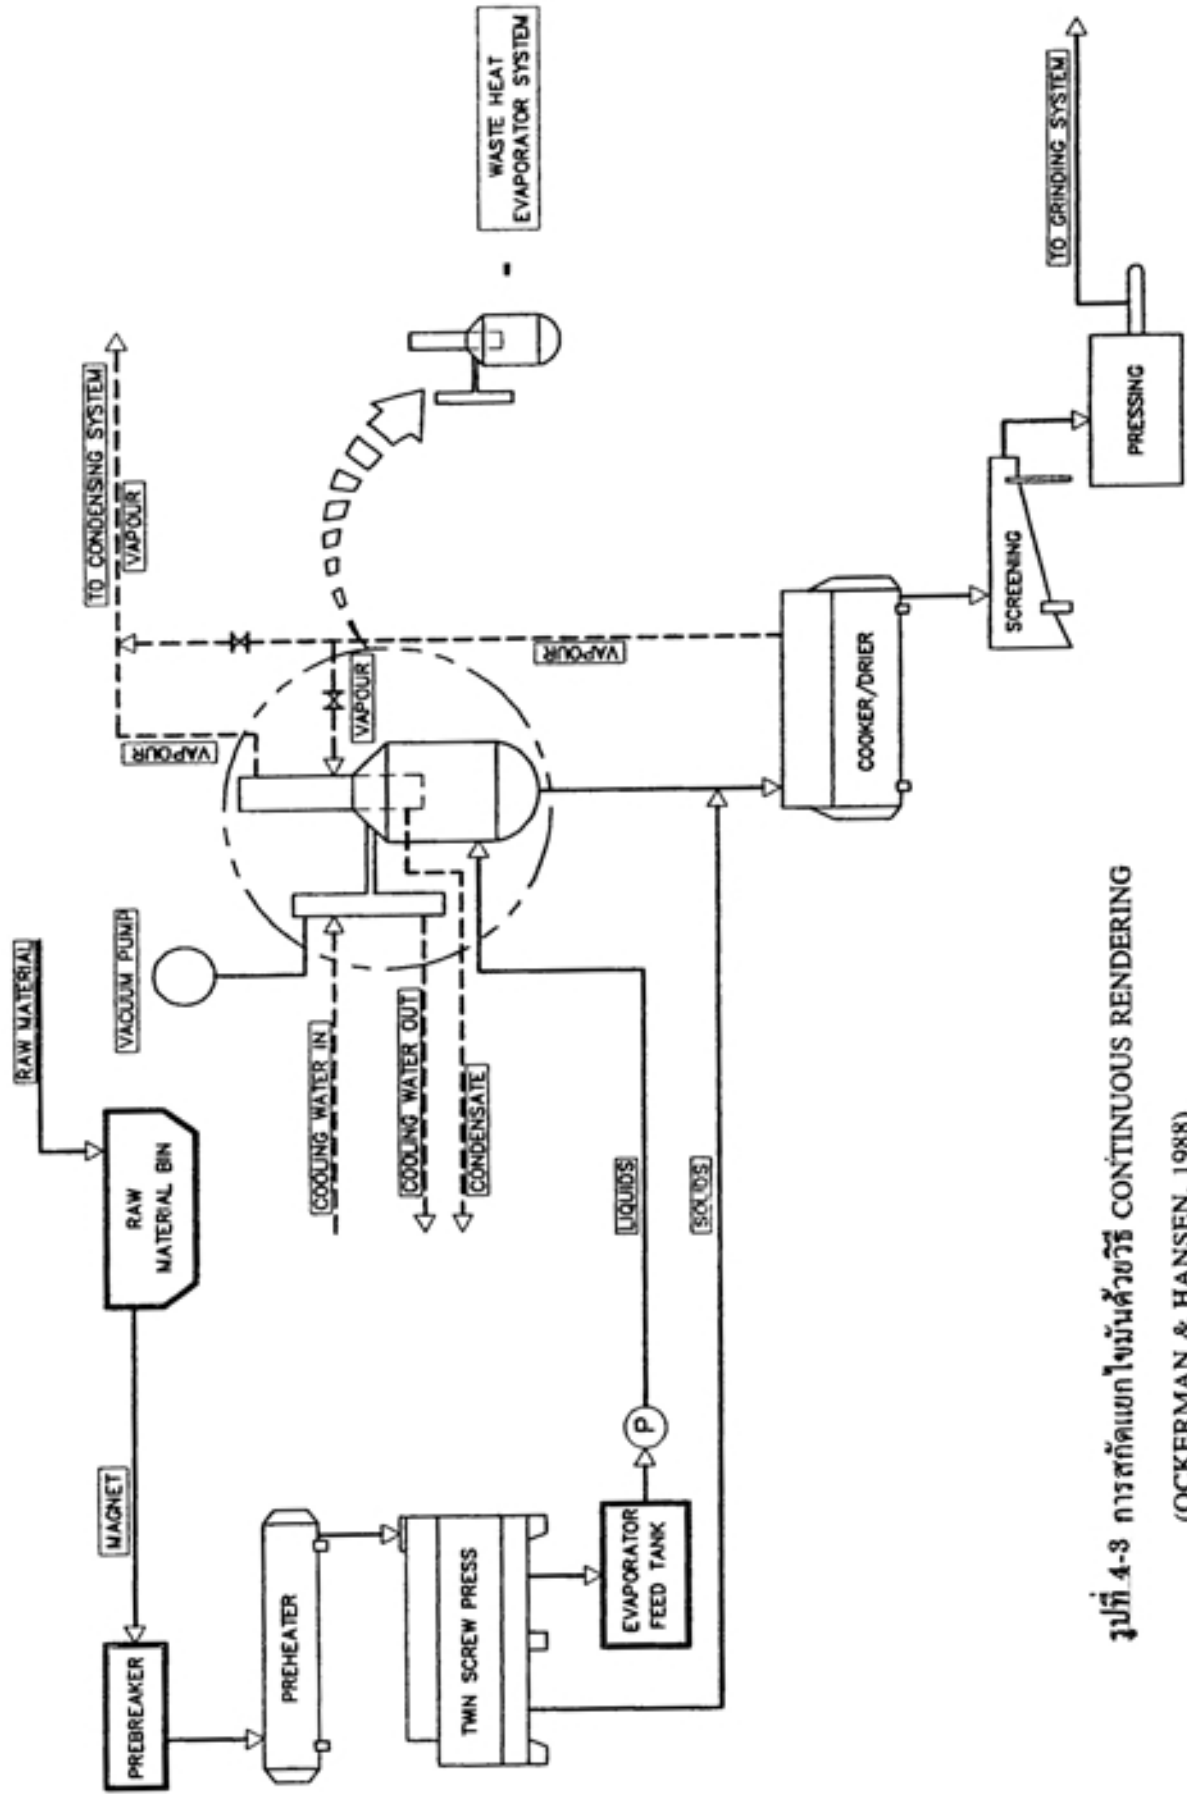 RAW MATERIAL
RAW
MATERIAL BIN
MAGNET
PREBREAKER
PREHEATER
TWIN SCREW PRESS
EVAPORATOR
FEED TANK
P
LIQUIDS
SOLIDS
VACUUM PUMP
COOLING WATER IN
COOLING WATER OUT
CONDENSATE
VAPOUR
VAPOUR
VAPOUR
TO CONDENSING SYSTEM
VAPOUR
WASTE HEAT
EVAPORATOR SYSTEM
COOKER/DRIER
SCREENING
PRESSING
TO GRINDING SYSTEM
รูปที่ 4-3 การสกัดแยกไขมันด้วยวิธี CONTINUOUS RENDERING
(OCKERMAN & HANSEN, 1988)